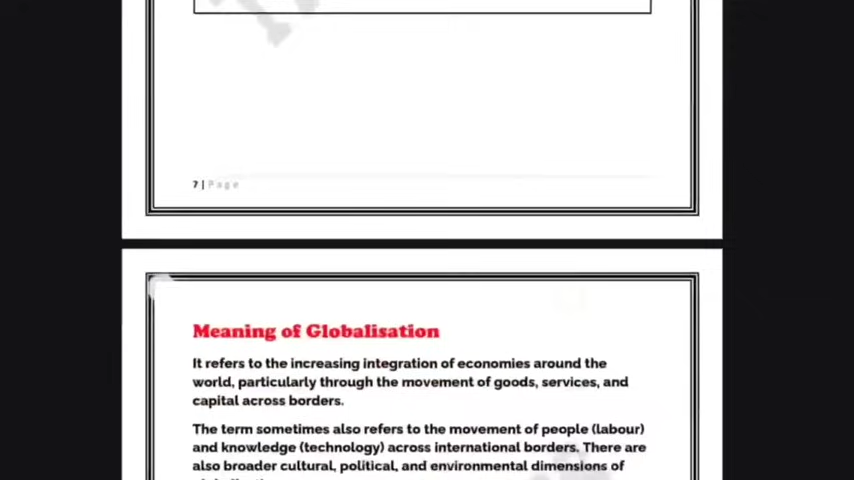 7 | Page
Meaning of Globalisation
It refers to the increasing integration of economies around the
world, particularly through the movement of goods, services, and
capital across borders.
The term sometimes also refers to the movement of people (labour)
and knowledge (technology) across international borders. There are
also broader cultural, political, and environmental dimensions of